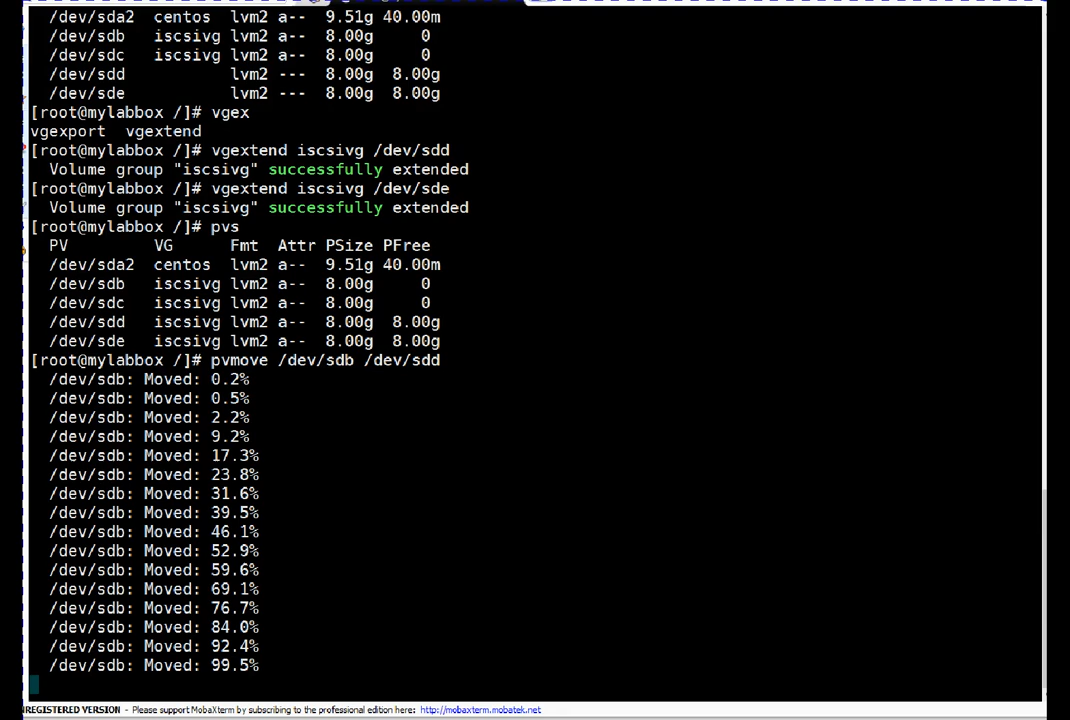 /dev/sda2 centos lvm2 a-- 9.51g 40.00m
/dev/sdb iscsivg lvm2 a-- 8.00g 0
/dev/sdc iscsivg lvm2 a-- 8.00g 0
/dev/sdd lvm2 --- 8.00g 8.00g
/dev/sde lvm2 --- 8.00g 8.00g
[root@mylabbox /]# vgex
vgexport vgextend
[root@mylabbox /]# vgextend iscsivg /dev/sdd
Volume group "iscsivg" successfully extended
[root@mylabbox /]# vgextend iscsivg /dev/sde
Volume group "iscsivg" successfully extended
[root@mylabbox /]# pvs
PV VG Fmt Attr PSize PFree
/dev/sda2 centos lvm2 a-- 9.51g 40.00m
/dev/sdb iscsivg lvm2 a-- 8.00g 0
/dev/sdc iscsivg lvm2 a-- 8.00g 0
/dev/sdd iscsivg lvm2 a-- 8.00g 8.00g
/dev/sde iscsivg lvm2 a-- 8.00g 8.00g
[root@mylabbox /]# pvmove /dev/sdb /dev/sdd
/dev/sdb: Moved: 0.2%
/dev/sdb: Moved: 0.5%
/dev/sdb: Moved: 2.2%
/dev/sdb: Moved: 9.2%
/dev/sdb: Moved: 17.3%
/dev/sdb: Moved: 23.8%
/dev/sdb: Moved: 31.6%
/dev/sdb: Moved: 39.5%
/dev/sdb: Moved: 46.1%
/dev/sdb: Moved: 52.9%
/dev/sdb: Moved: 59.6%
/dev/sdb: Moved: 69.1%
/dev/sdb: Moved: 76.7%
/dev/sdb: Moved: 84.0%
/dev/sdb: Moved: 92.4%
/dev/sdb: Moved: 99.5%
NREGISTERED VERSION - Please support MobaXterm by subscribing to the professional edition here: http://mobaxterm.mobatek.net